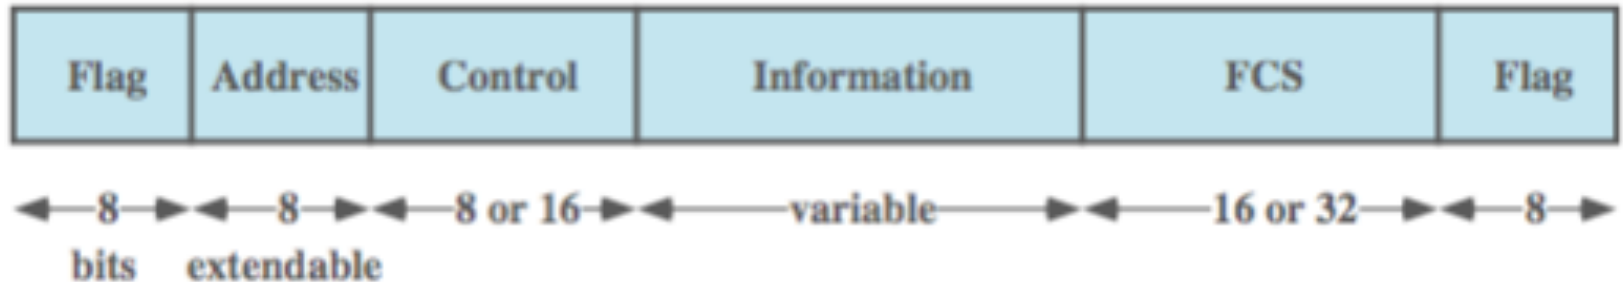 Flag Address Control Information FCS Flag
8 8 8 or 16 variable 16 or 32 8
bits extendable